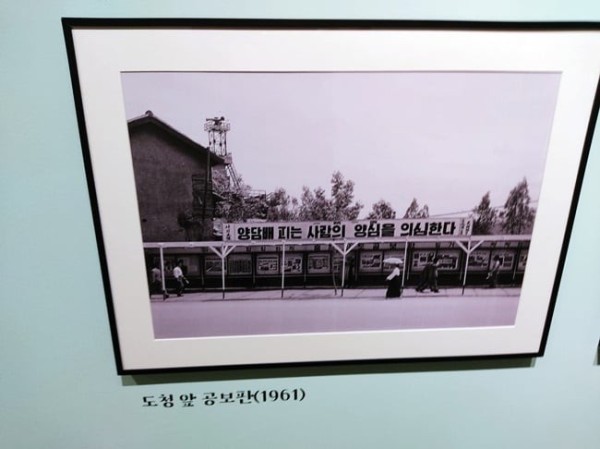 양담배 피는 사람의 양심을 의심한다
도청 앞 공보판(1961)